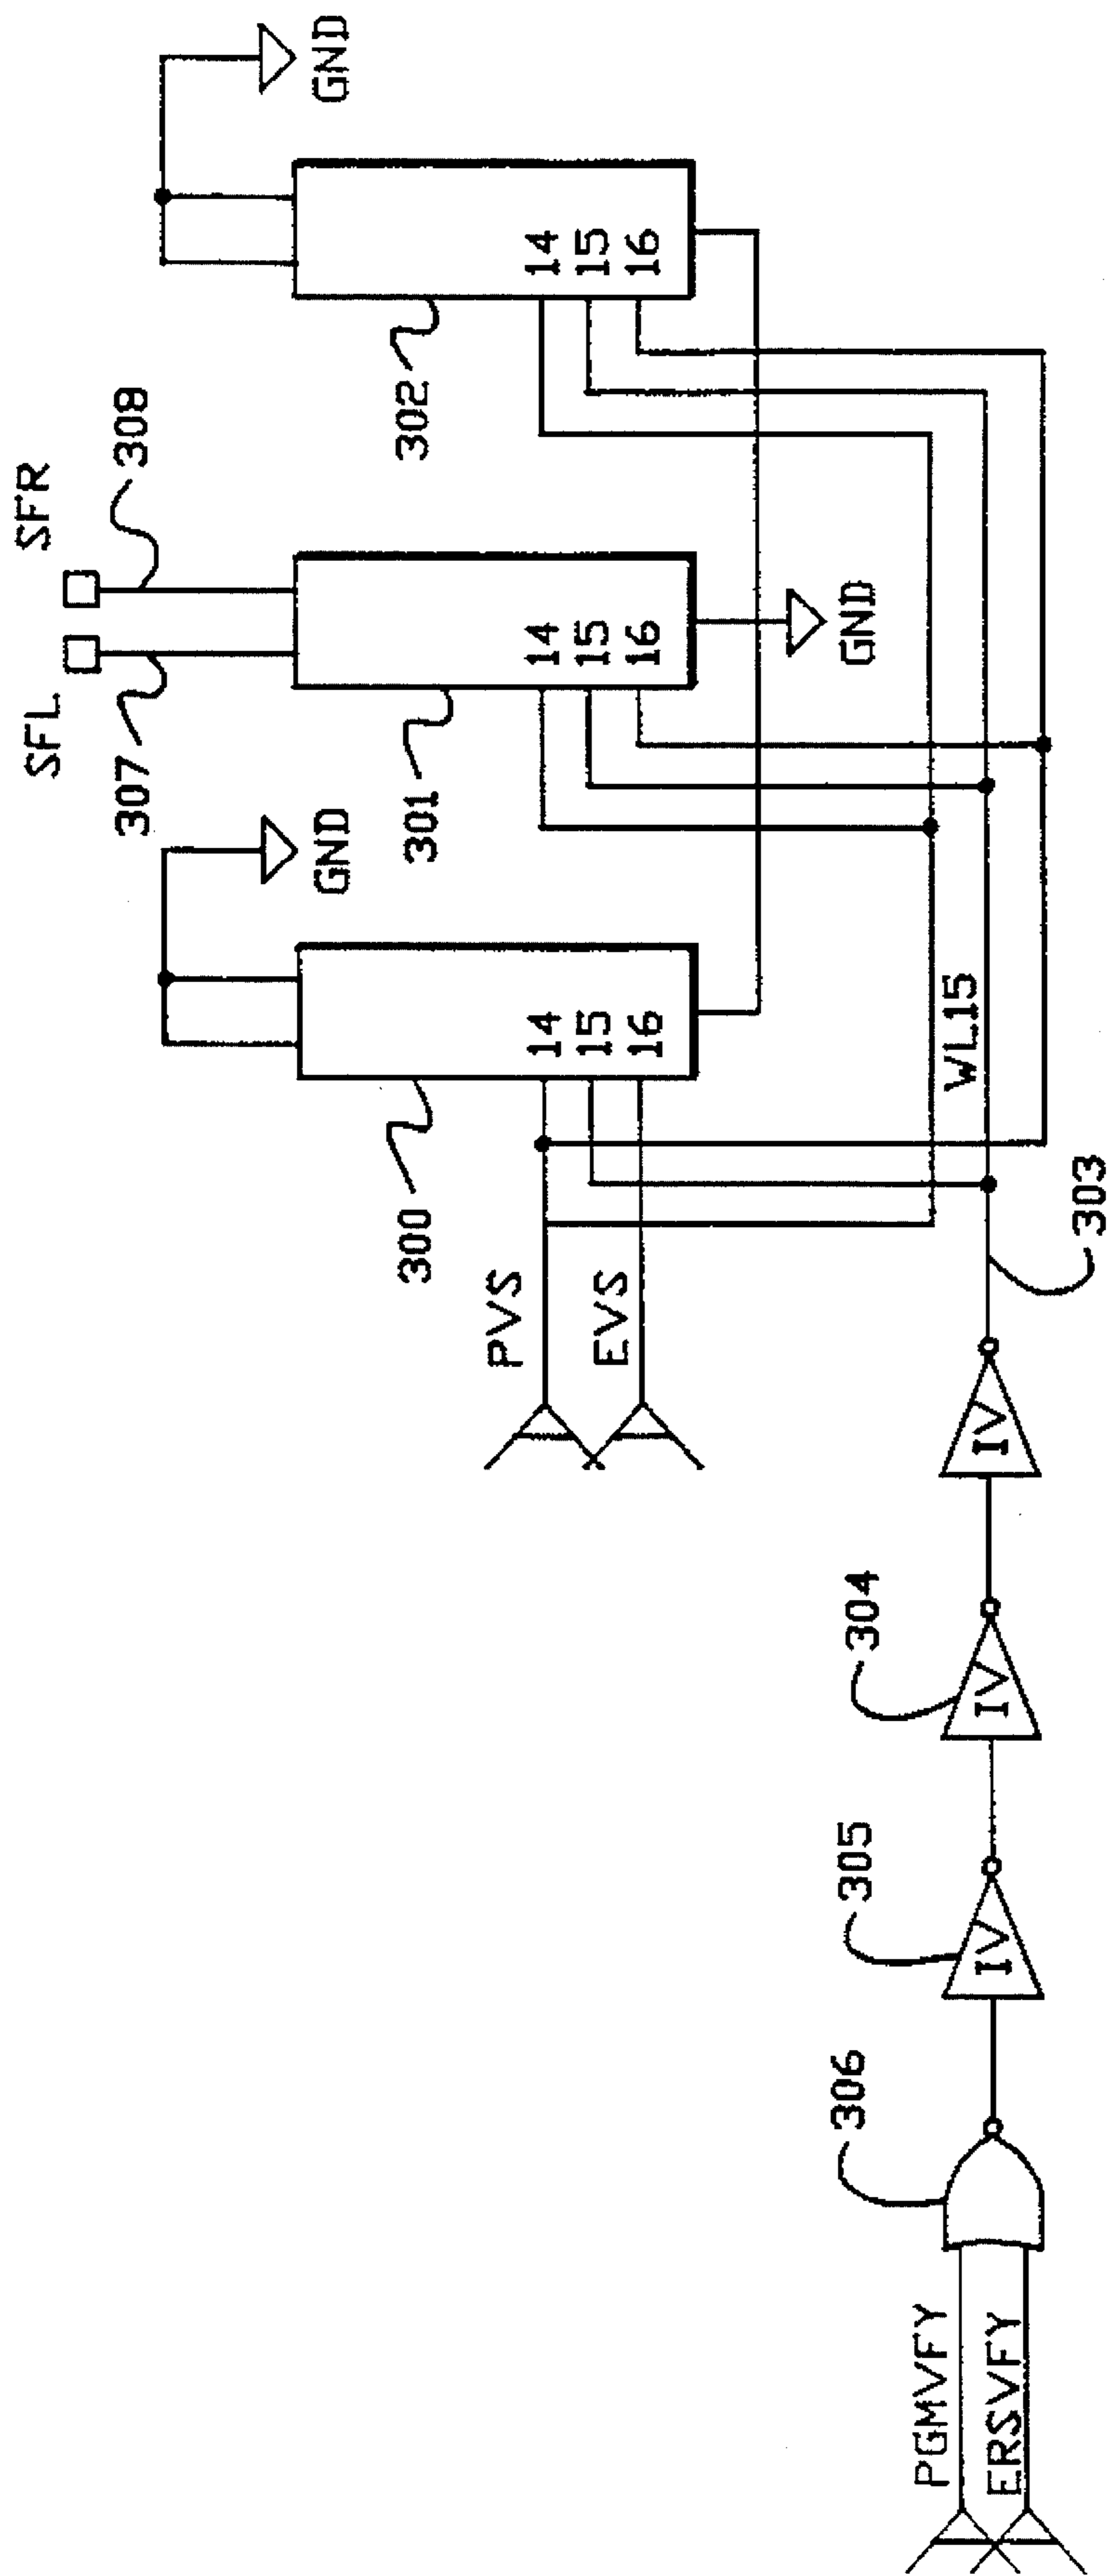 GND
GND
SFL
SFR
307
308
300
301
302
14
15
16
14
15
16
14
15
16
GND
PVS
EVS
WL15
303
304
305
306
IV
IV
IV
PGMVFY
ERSVFY